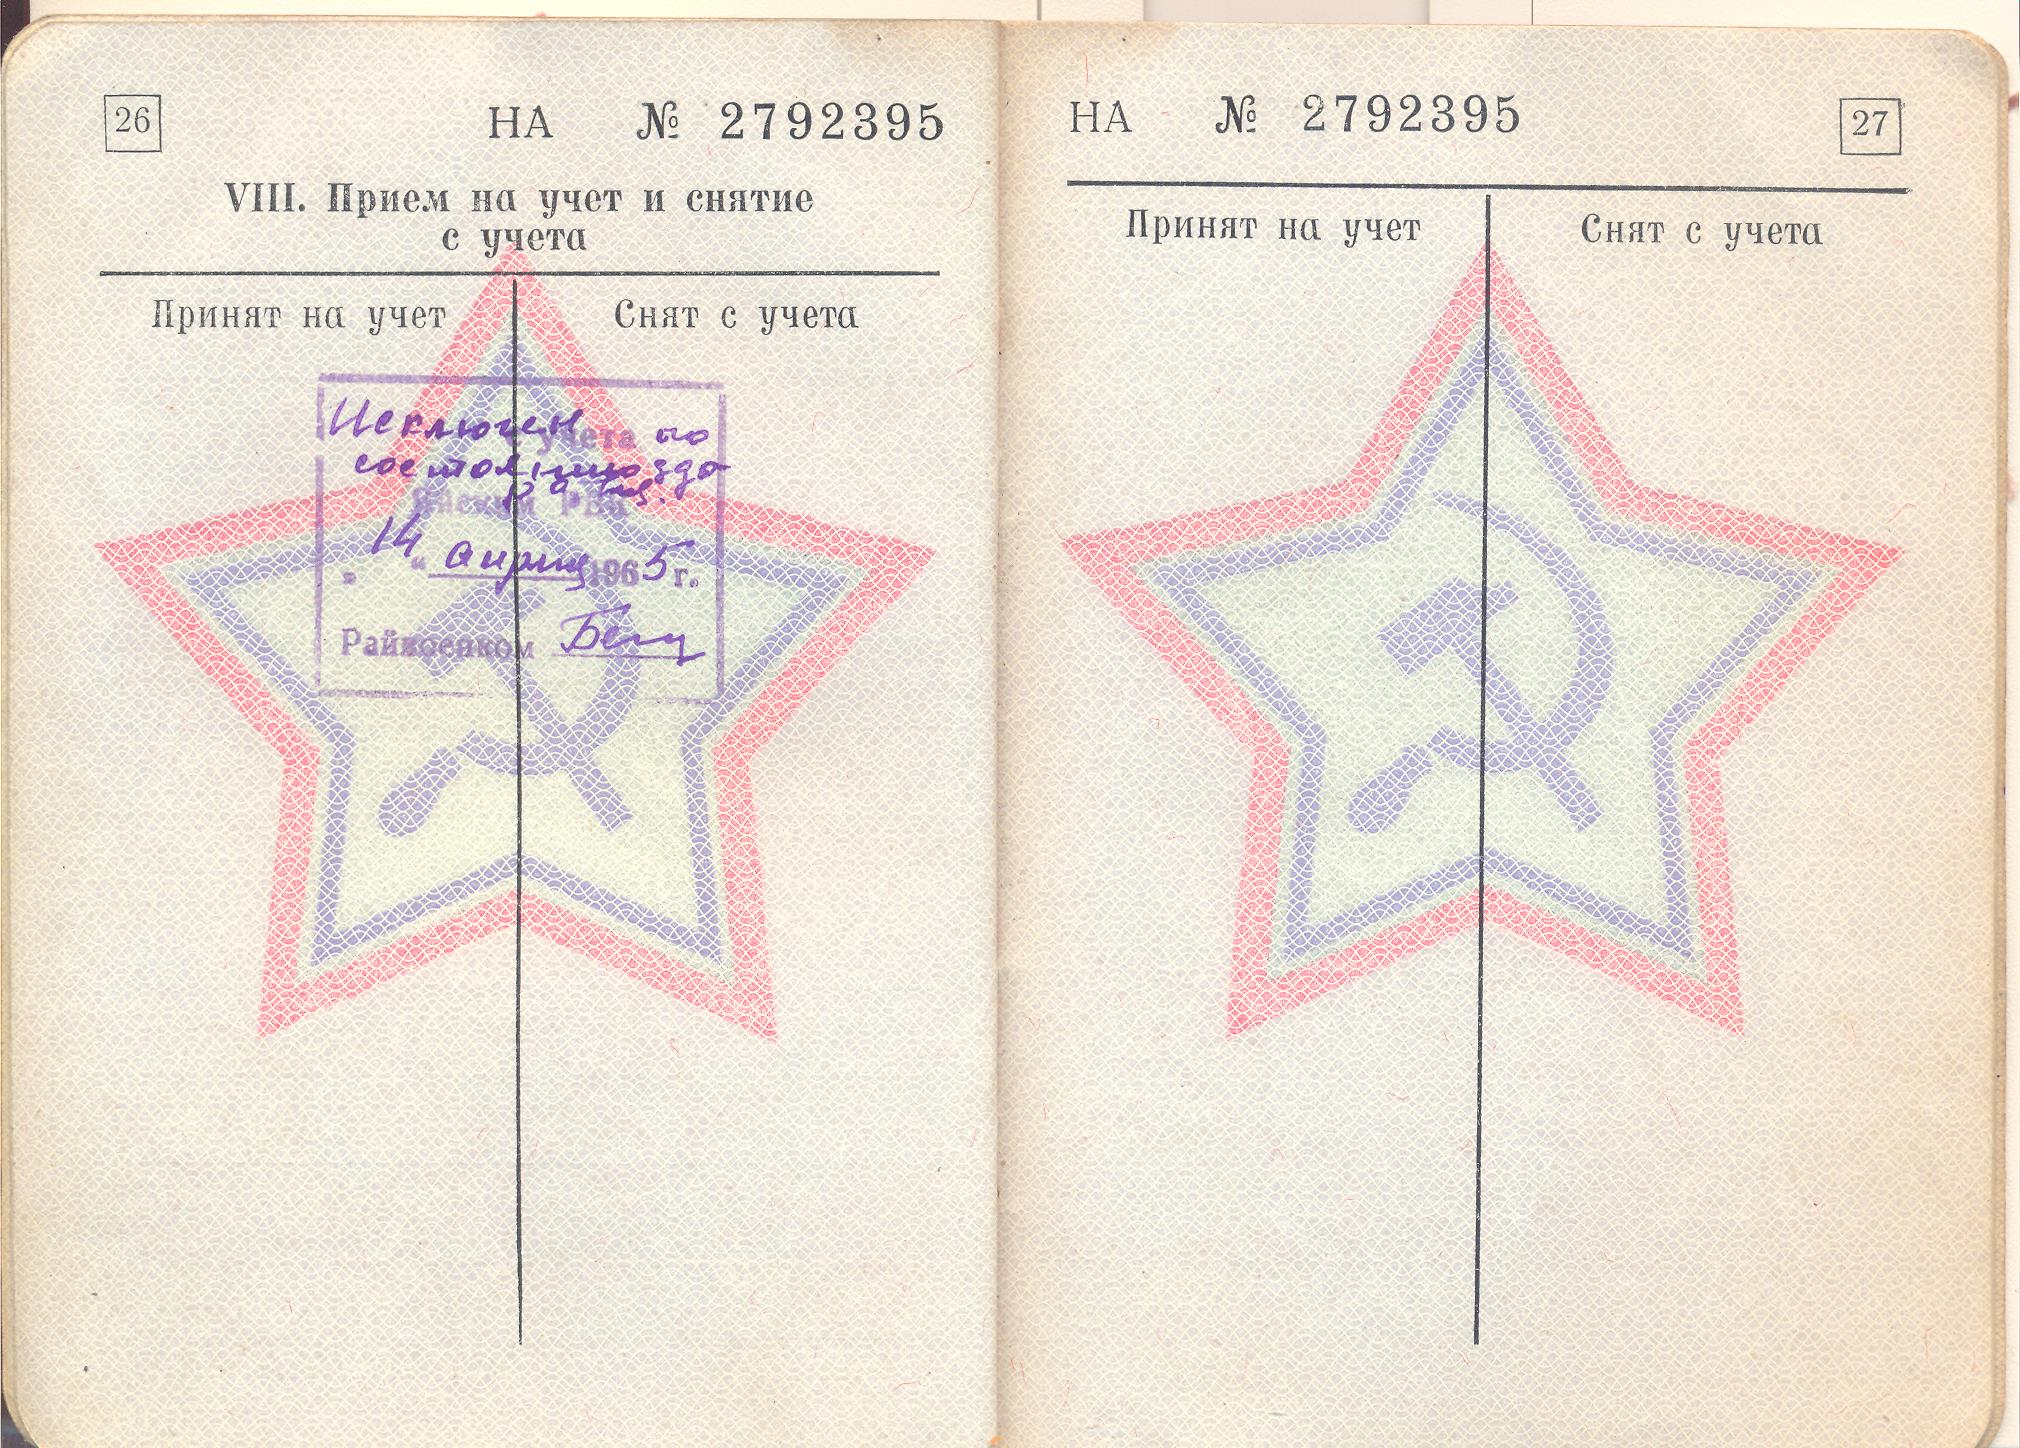 26
НА № 2792395
VIII. Прием на учет и снятие
с учета
Принят на учет
Снят с учета
Исключен с учета по
состоянию здо
РВК
14 " апреля 1965 г.
Райвоенком
НА № 2792395
27
Принят на учет
Снят с учета